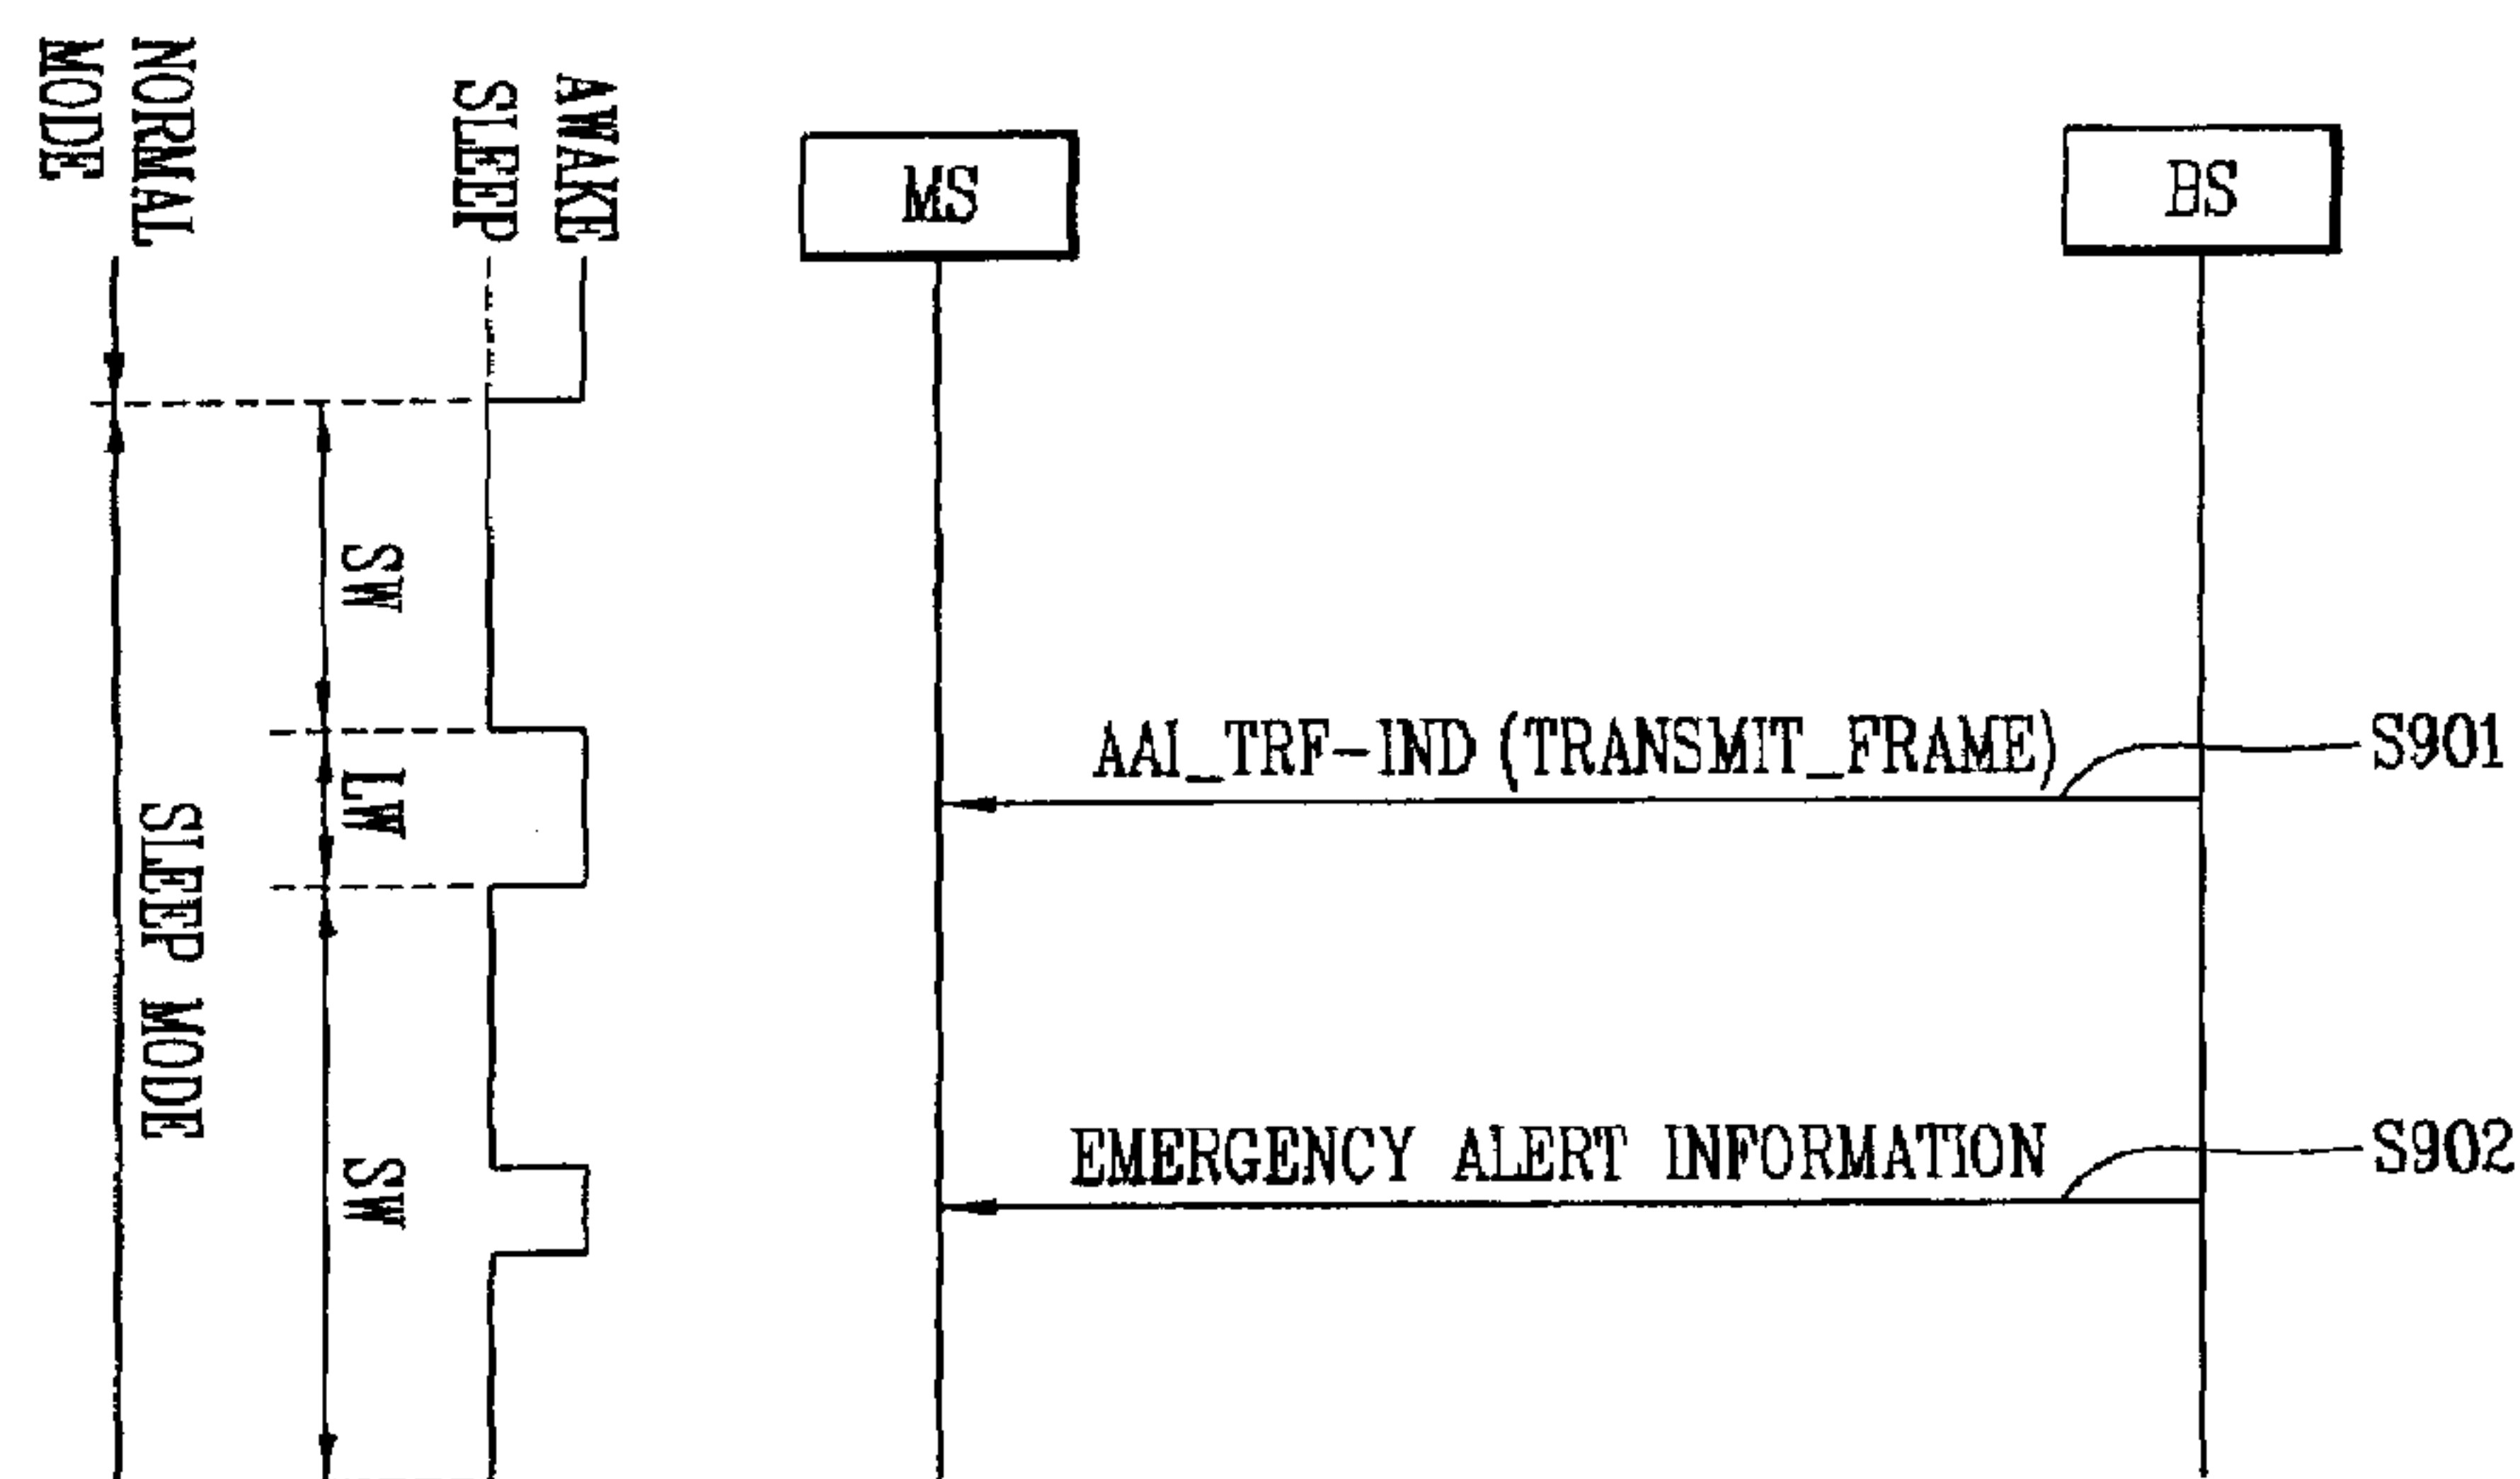 NORMAL
MODE
AWAKE
SLEEP
MS
BS
SW
AAI_TRF-IND (TRANSMIT_FRAME)
S901
LW
SLEEP MODE
EMERGENCY ALERT INFORMATION
S902
SW